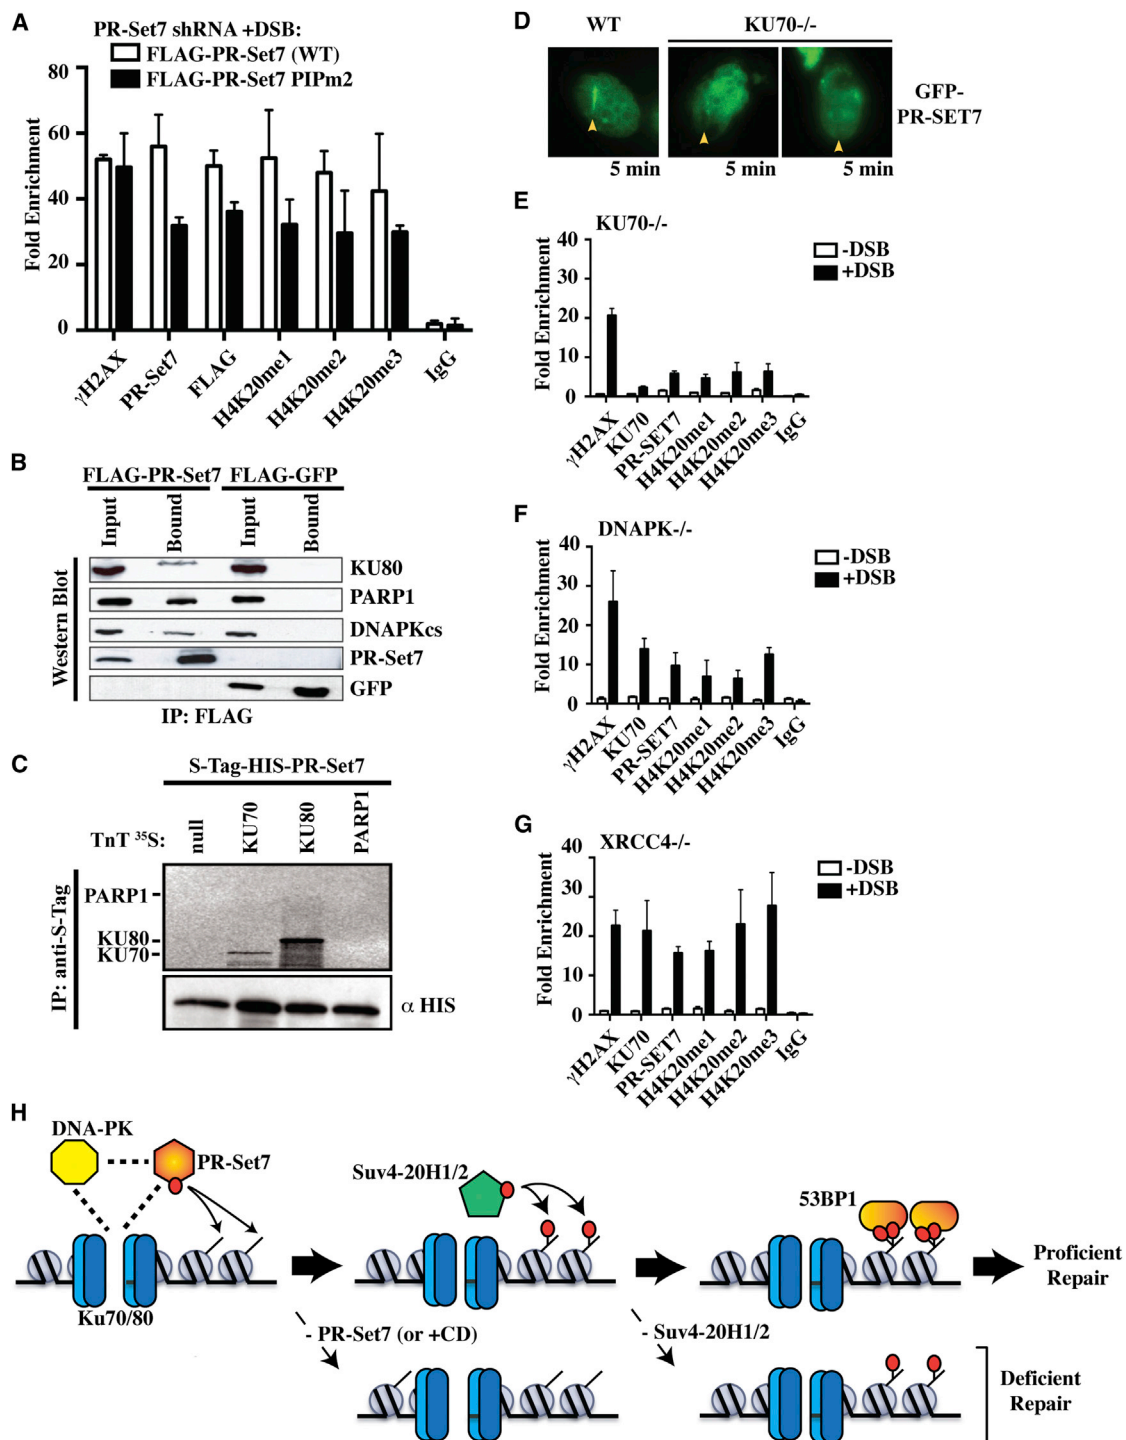 A
PR-Set7 shRNA +DSB:
FLAG-PR-Set7 (WT)
FLAG-PR-Set7 PIPm2
Fold Enrichment
80
60
40
20
0
γH2AX
PR-Set7
FLAG
H4K20me1
H4K20me2
H4K20me3
IgG
B
FLAG-PR-Set7 FLAG-GFP
Input
Bound
Input
Bound
Western Blot
KU80
PARP1
DNAPKcs
PR-Set7
GFP
IP: FLAG
C
S-Tag-HIS-PR-Set7
TnT ³⁵S:
null
KU70
KU80
PARP1
IP: anti-S-Tag
PARP1
KU80
KU70
α HIS
D
WT
KU70-/-
GFP-
PR-SET7
5 min
5 min
5 min
E
KU70-/-
-DSB
+DSB
Fold Enrichment
40
30
20
10
0
γH2AX
KU70
PR-SET7
H4K20me1
H4K20me2
H4K20me3
IgG
F
DNAPK-/-
-DSB
+DSB
Fold Enrichment
40
30
20
10
0
γH2AX
KU70
PR-SET7
H4K20me1
H4K20me2
H4K20me3
IgG
G
XRCC4-/-
-DSB
+DSB
Fold Enrichment
40
30
20
10
0
γH2AX
KU70
PR-SET7
H4K20me1
H4K20me2
H4K20me3
IgG
H
DNA-PK
PR-Set7
Ku70/80
Suv4-20H1/2
53BP1
Proficient
Repair
- PR-Set7 (or +CD)
- Suv4-20H1/2
Deficient
Repair